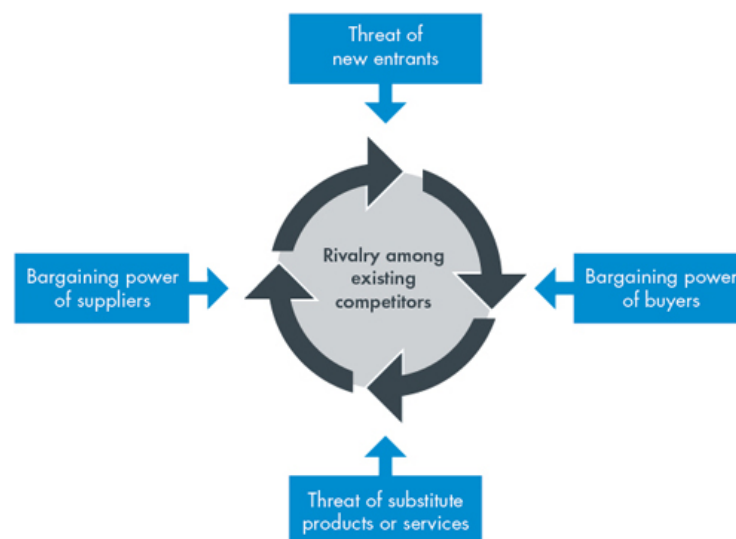 Threat of
new entrants
Bargaining power
of suppliers
Rivalry among
existing
competitors
Bargaining power
of buyers
Threat of substitute
products or services